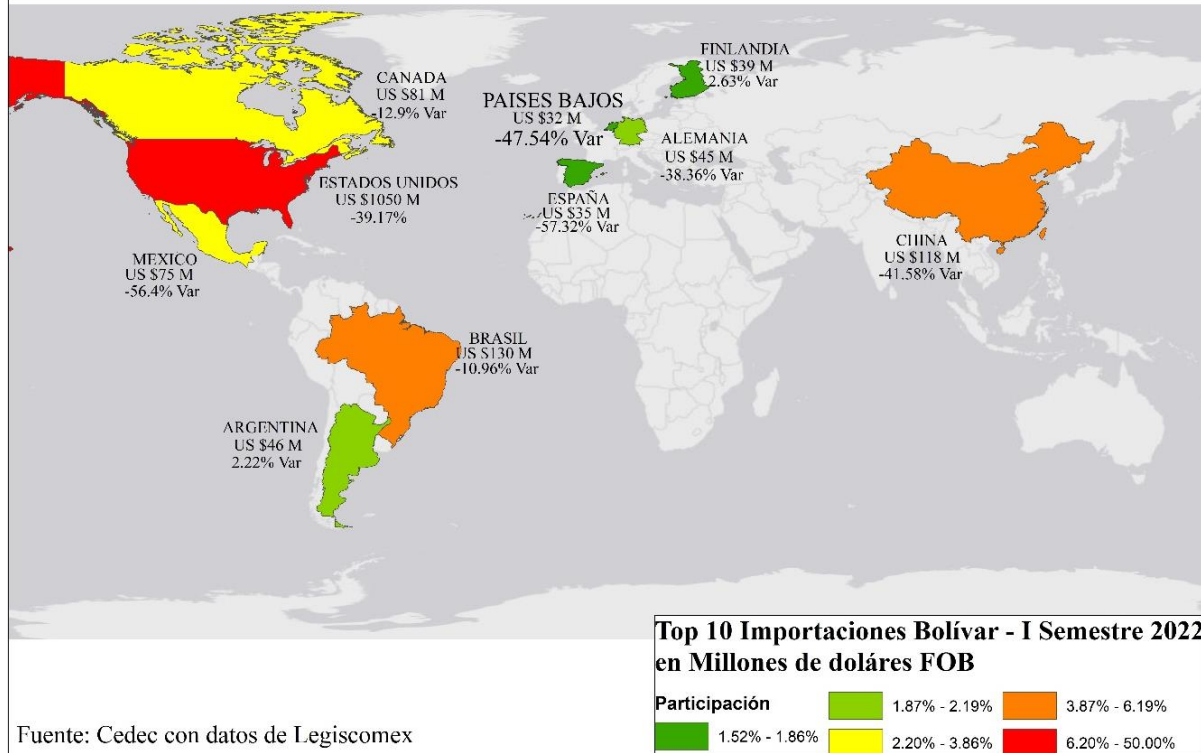 FINLANDIA
US $39 M
2.63% Var
CANADA
US $81 M
-12.9% Var
PAISES BAJOS
US $32 M
-47.54% Var
ALEMANIA
US $45 M
-38.36% Var
ESTADOS UNIDOS
US $1050 M
-39.17%
ESPAÑA
US $35 M
-57.32% Var
CHINA
US $118 M
-41.58% Var
MEXICO
US $75 M
-56.4% Var
BRASIL
US $130 M
-10.96% Var
ARGENTINA
US $46 M
2.22% Var
Top 10 Importaciones Bolívar - I Semestre 2022
en Millones de doláres FOB
Participación
1.52% - 1.86%
1.87% - 2.19%
2.20% - 3.86%
3.87% - 6.19%
6.20% - 50.00%
Fuente: Cedec con datos de Legiscomex